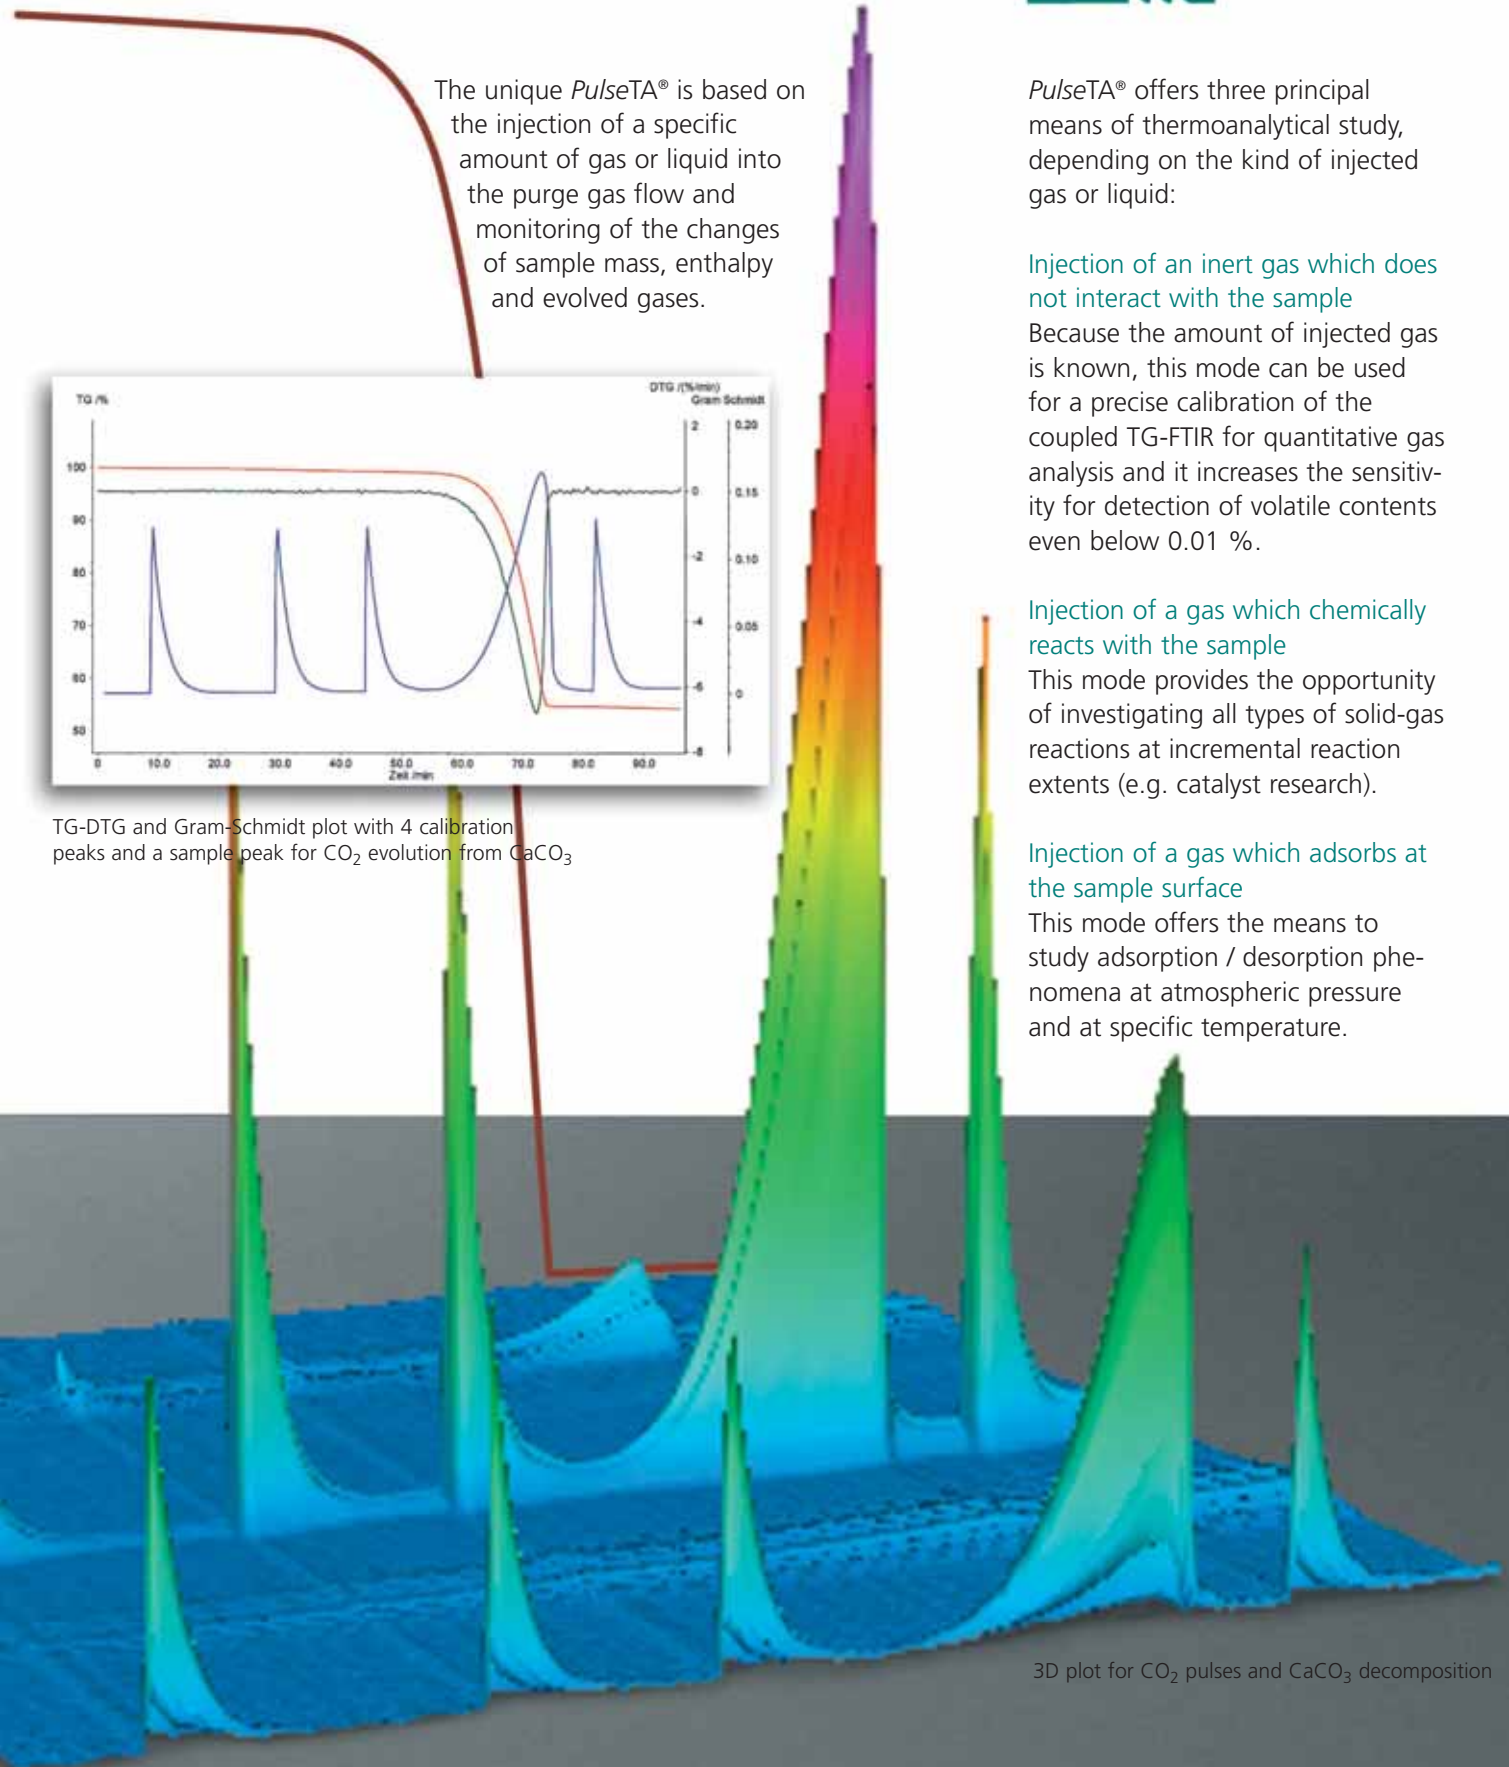 The unique PulseTA® is based on
the injection of a specific
amount of gas or liquid into
the purge gas flow and
monitoring of the changes
of sample mass, enthalpy
and evolved gases.
TG /%
DTG /(%/min)
Gram Schmidt
100
90
80
70
60
50
2
0
-2
-4
-6
-8
0.20
0.15
0.10
0.05
0
0 10.0 20.0 30.0 40.0 50.0 60.0 70.0 80.0 90.0
Zeit /min
TG-DTG and Gram-Schmidt plot with 4 calibration
peaks and a sample peak for CO₂ evolution from CaCO₃
PulseTA® offers three principal
means of thermoanalytical study,
depending on the kind of injected
gas or liquid:
Injection of an inert gas which does
not interact with the sample
Because the amount of injected gas
is known, this mode can be used
for a precise calibration of the
coupled TG-FTIR for quantitative gas
analysis and it increases the sensitiv-
ity for detection of volatile contents
even below 0.01 %.
Injection of a gas which chemically
reacts with the sample
This mode provides the opportunity
of investigating all types of solid-gas
reactions at incremental reaction
extents (e.g. catalyst research).
Injection of a gas which adsorbs at
the sample surface
This mode offers the means to
study adsorption / desorption phe-
nomena at atmospheric pressure
and at specific temperature.
3D plot for CO₂ pulses and CaCO₃ decomposition